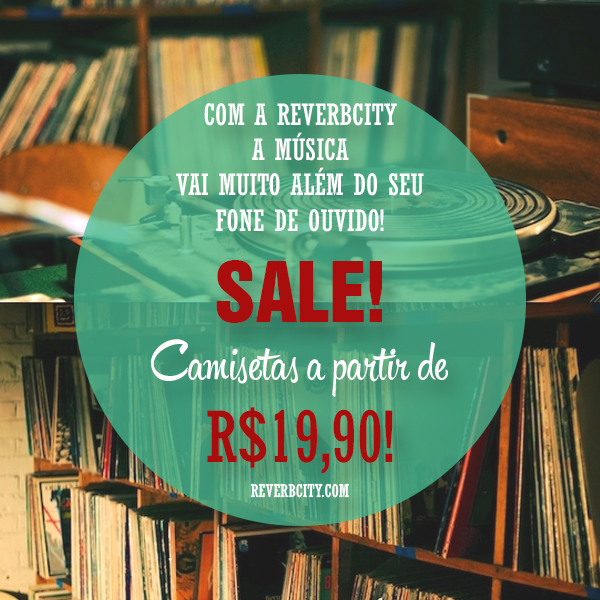 COM A REVERBCITY
A MÚSICA
VAI MUITO ALÉM DO SEU
FONE DE OUVIDO!
SALE!
Camisetas a partir de
R$19,90!
REVERBCITY.COM